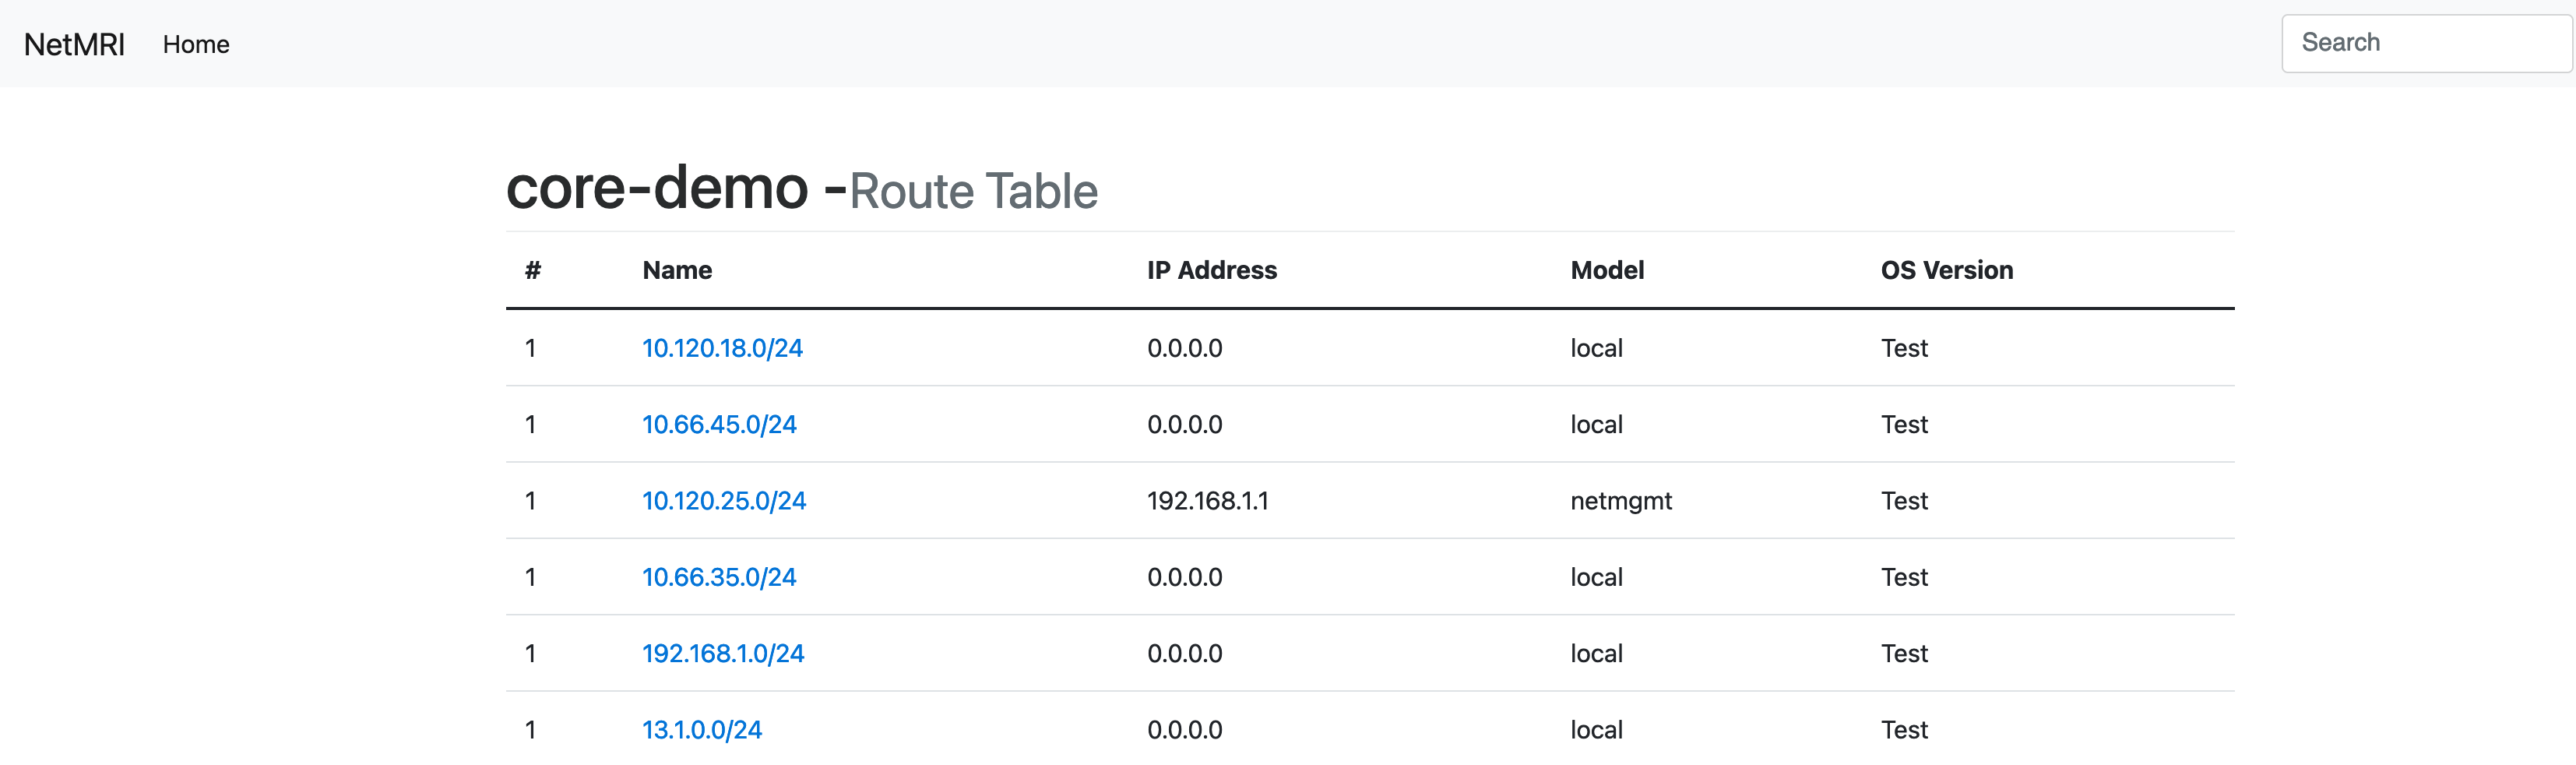 NetMRI Home Search
core-demo -Route Table
# Name IP Address Model OS Version
1 10.120.18.0/24 0.0.0.0 local Test
1 10.66.45.0/24 0.0.0.0 local Test
1 10.120.25.0/24 192.168.1.1 netmgmt Test
1 10.66.35.0/24 0.0.0.0 local Test
1 192.168.1.0/24 0.0.0.0 local Test
1 13.1.0.0/24 0.0.0.0 local Test